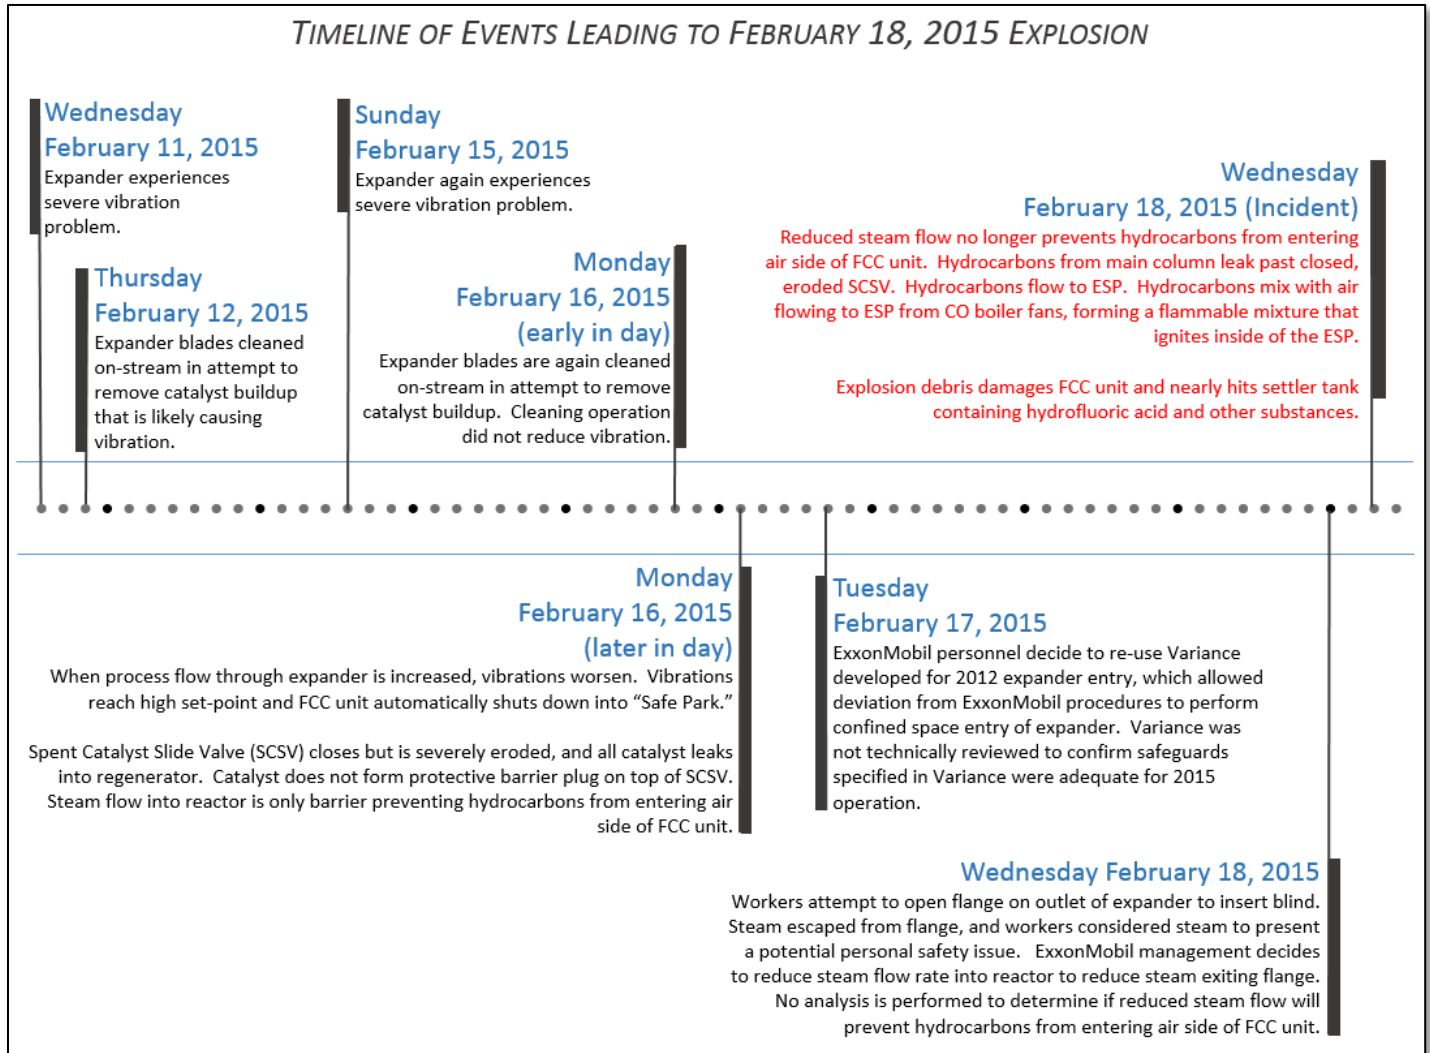 TIMELINE OF EVENTS LEADING TO FEBRUARY 18, 2015 EXPLOSION
Wednesday
February 11, 2015
Expander experiences
severe vibration
problem.
Thursday
February 12, 2015
Expander blades cleaned
on-stream in attempt to
remove catalyst buildup
that is likely causing
vibration.
Sunday
February 15, 2015
Expander again experiences
severe vibration problem.
Monday
February 16, 2015
(early in day)
Expander blades are again cleaned
on-stream in attempt to remove
catalyst buildup.  Cleaning operation
did not reduce vibration.
Monday
February 16, 2015
(later in day)
When process flow through expander is increased, vibrations worsen.  Vibrations
reach high set-point and FCC unit automatically shuts down into “Safe Park.”
Spent Catalyst Slide Valve (SCSV) closes but is severely eroded, and all catalyst leaks
into regenerator.  Catalyst does not form protective barrier plug on top of SCSV.
Steam flow into reactor is only barrier preventing hydrocarbons from entering air
side of FCC unit.
Tuesday
February 17, 2015
ExxonMobil personnel decide to re-use Variance
developed for 2012 expander entry, which allowed
deviation from ExxonMobil procedures to perform
confined space entry of expander.  Variance was
not technically reviewed to confirm safeguards
specified in Variance were adequate for 2015
operation.
Wednesday February 18, 2015
Workers attempt to open flange on outlet of expander to insert blind.
Steam escaped from flange, and workers considered steam to present
a potential personal safety issue.   ExxonMobil management decides
to reduce steam flow rate into reactor to reduce steam exiting flange.
No analysis is performed to determine if reduced steam flow will
prevent hydrocarbons from entering air side of FCC unit.
Wednesday
February 18, 2015 (Incident)
Reduced steam flow no longer prevents hydrocarbons from entering
air side of FCC unit.  Hydrocarbons from main column leak past closed,
eroded SCSV.  Hydrocarbons flow to ESP.  Hydrocarbons mix with air
flowing to ESP from CO boiler fans, forming a flammable mixture that
ignites inside of the ESP.
Explosion debris damages FCC unit and nearly hits settler tank
containing hydrofluoric acid and other substances.